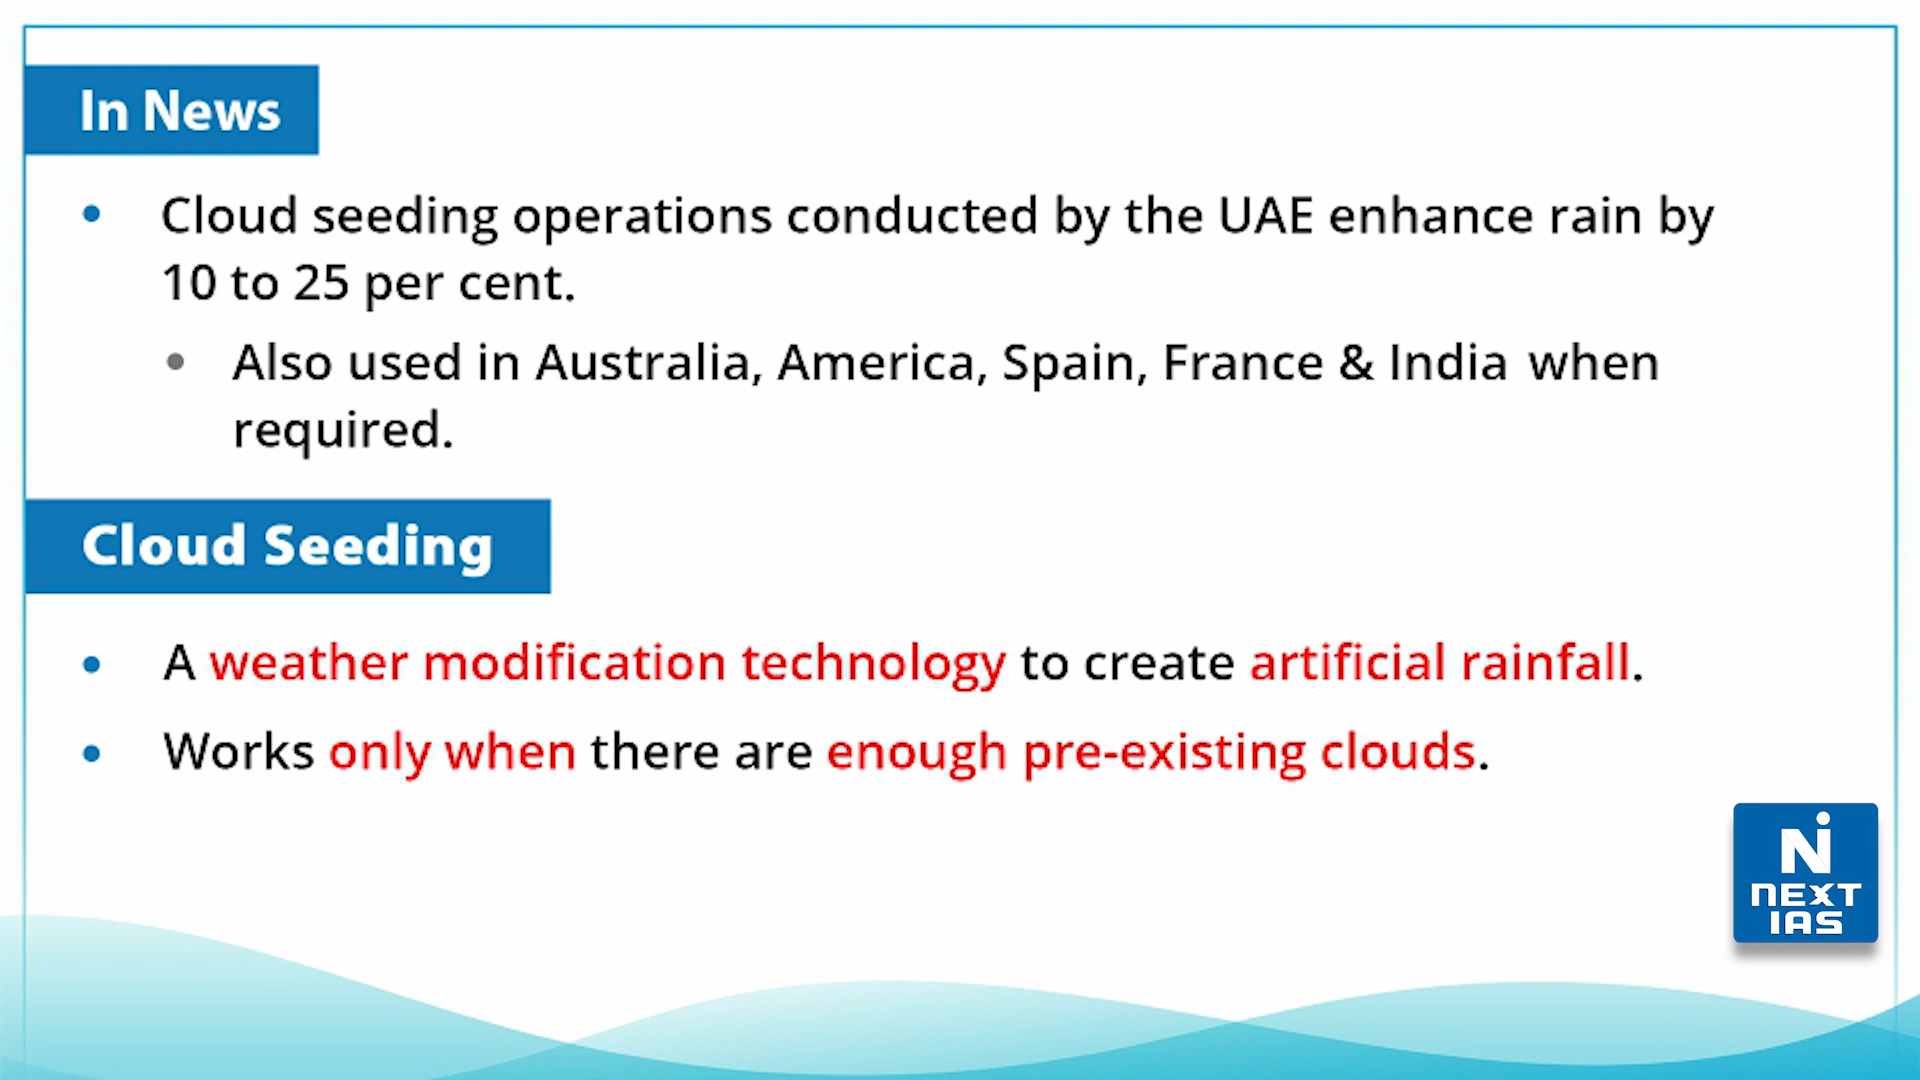 In News
• Cloud seeding operations conducted by the UAE enhance rain by
10 to 25 per cent.
• Also used in Australia, America, Spain, France & India when
required.
Cloud Seeding
• A weather modification technology to create artificial rainfall.
• Works only when there are enough pre-existing clouds.
Ni
NEXT
IAS